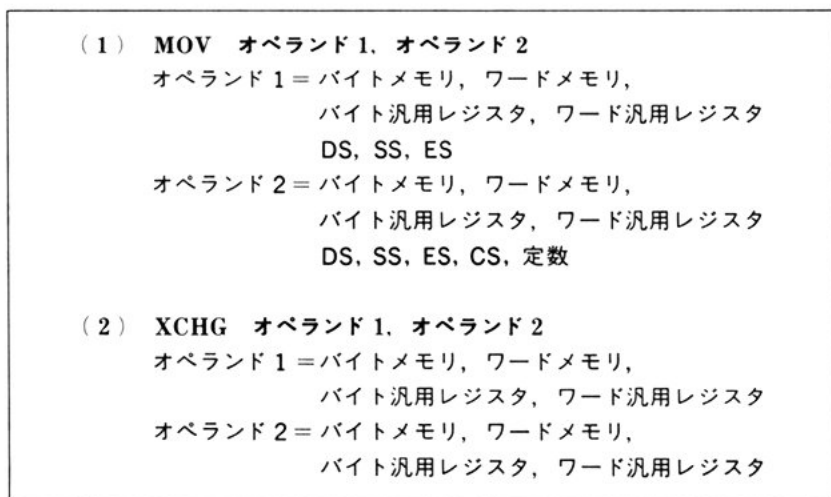 (1) MOV オペランド1, オペランド2
オペランド1=バイトメモリ, ワードメモリ,
バイト汎用レジスタ, ワード汎用レジスタ
DS, SS, ES
オペランド2=バイトメモリ, ワードメモリ,
バイト汎用レジスタ, ワード汎用レジスタ
DS, SS, ES, CS, 定数
(2) XCHG オペランド1, オペランド2
オペランド1=バイトメモリ, ワードメモリ,
バイト汎用レジスタ, ワード汎用レジスタ
オペランド2=バイトメモリ, ワードメモリ,
バイト汎用レジスタ, ワード汎用レジスタ